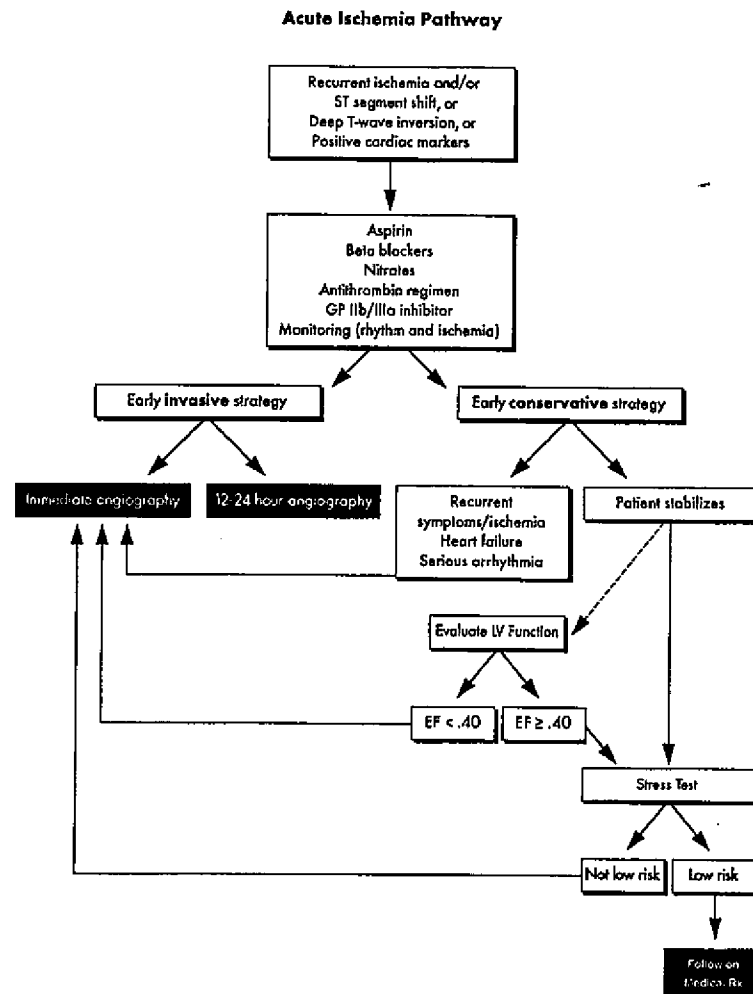 Acute Ischemia Pathway
Recurrent ischemia and/or
ST segment shift, or
Deep T-wave inversion, or
Positive cardiac markers
Aspirin
Beta blockers
Nitrates
Antithrombin regimen
GP IIb/IIIa inhibitor
Monitoring (rhythm and ischemia)
Early invasive strategy
Early conservative strategy
Immediate angiography
12-24 hour angiography
Recurrent
symptoms/ischemia
Heart failure
Serious arrhythmia
Patient stabilizes
Evaluate LV Function
EF < .40
EF ≥ .40
Stress Test
Not low risk
Low risk
Follow on
Medical Rx